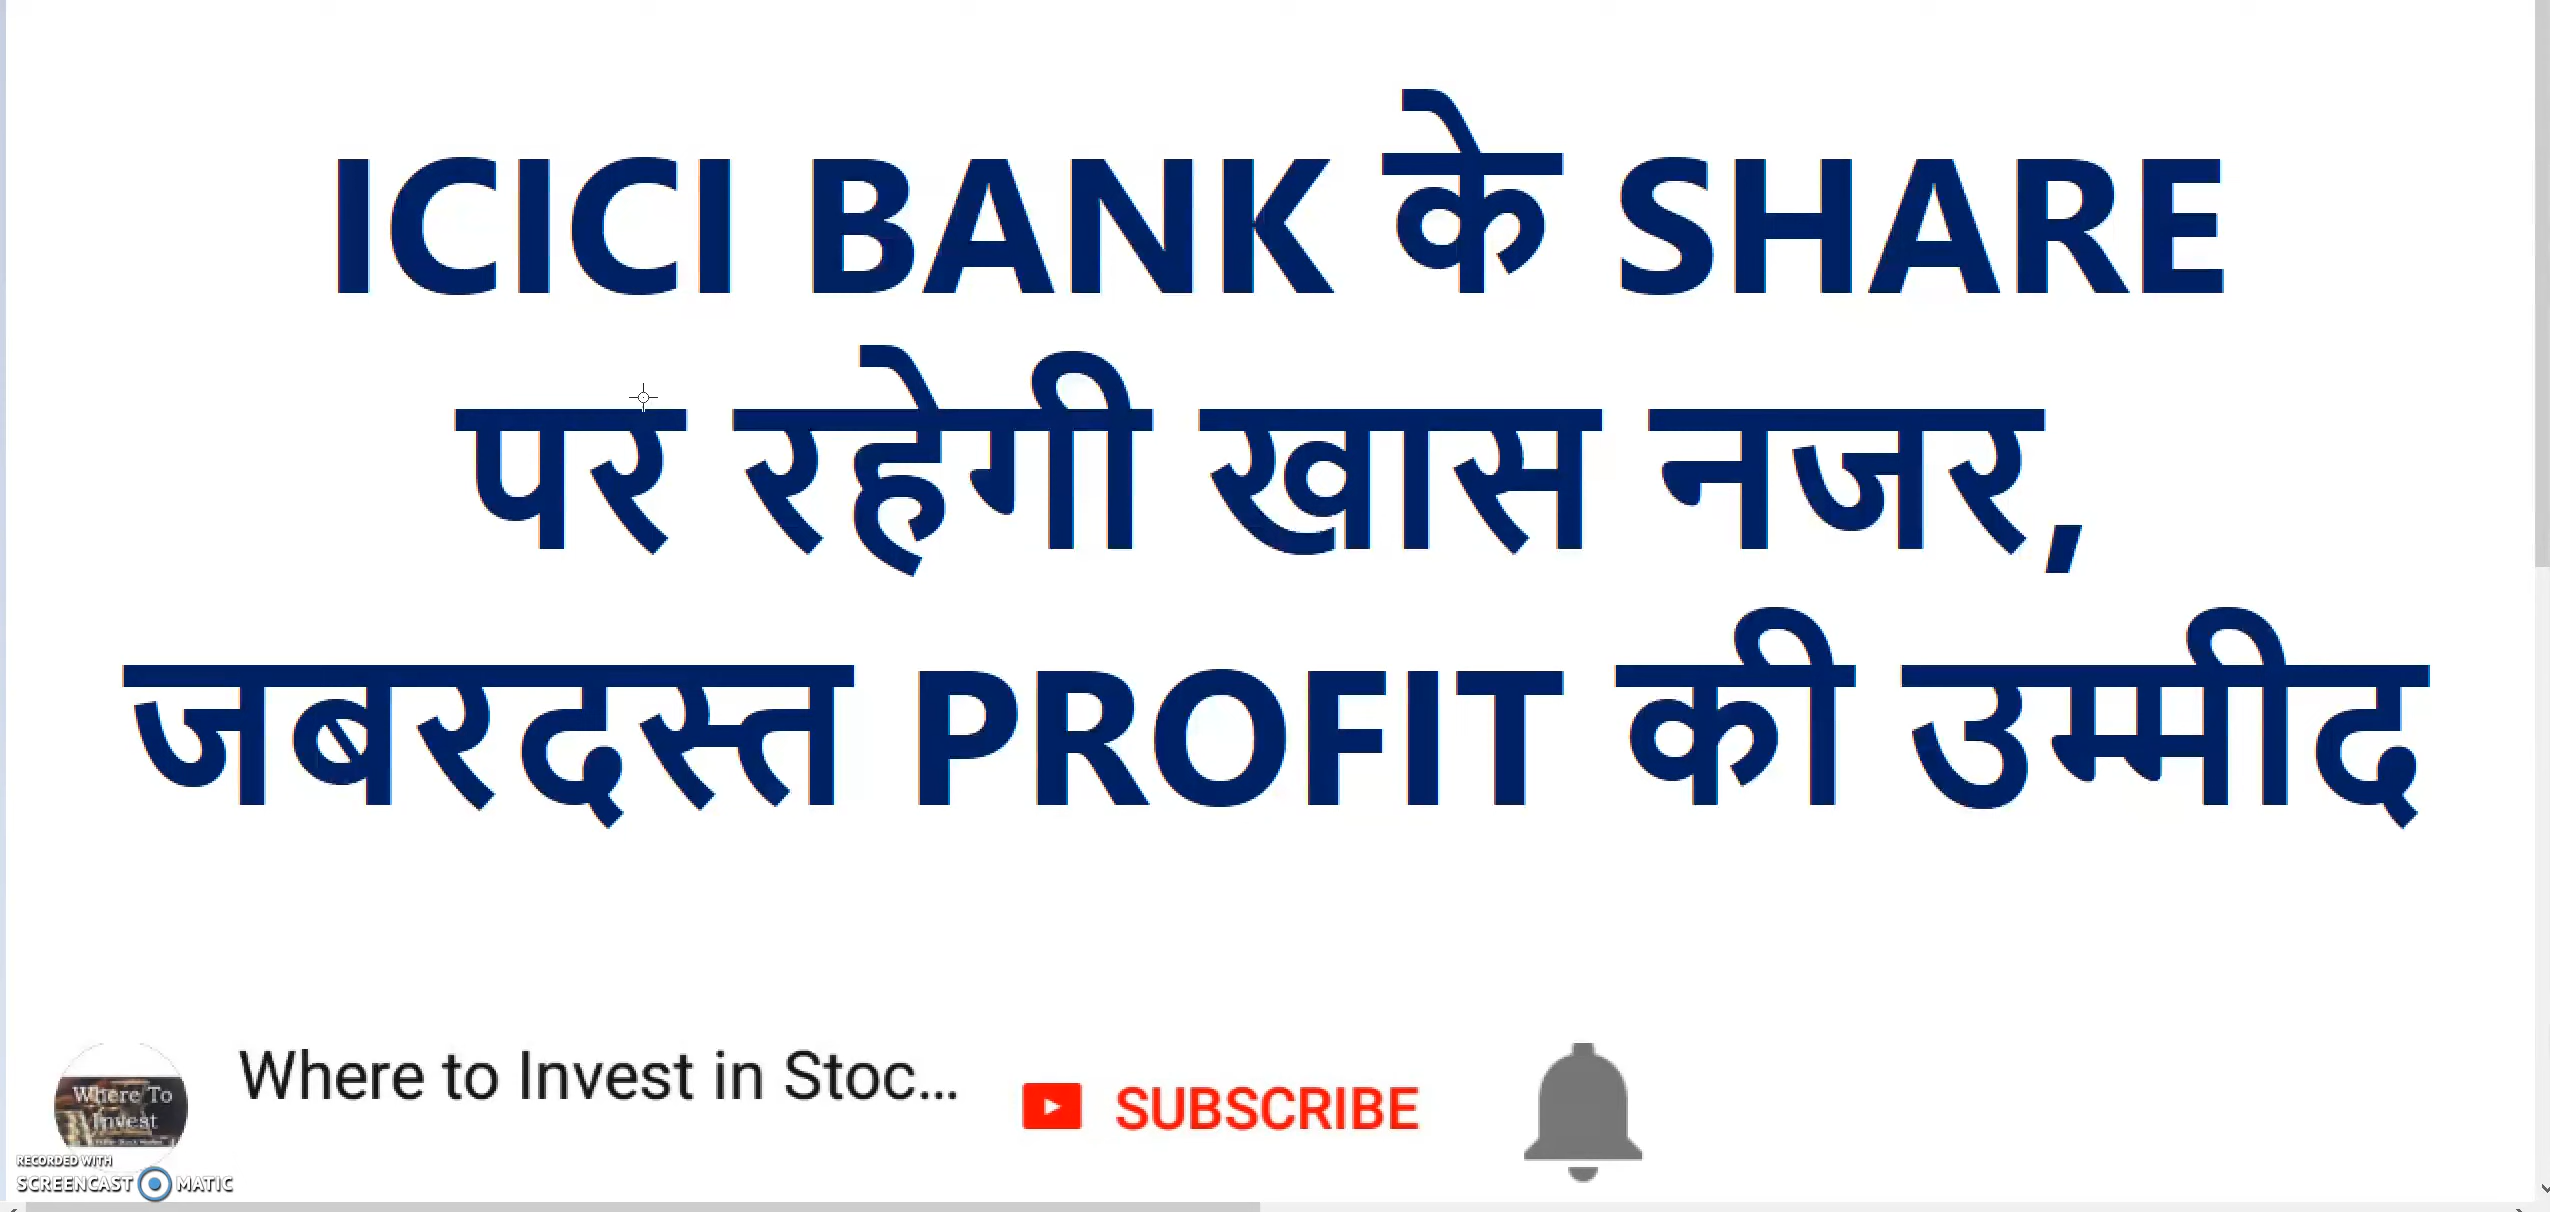 ICICI BANK के SHARE
पर रहेगी खास नजर,
जबरदस्त PROFIT की उम्मीद
Where to Invest in Stoc...
SUBSCRIBE
Where To
Invest
RECORDED WITH
SCREENCAST MATIC